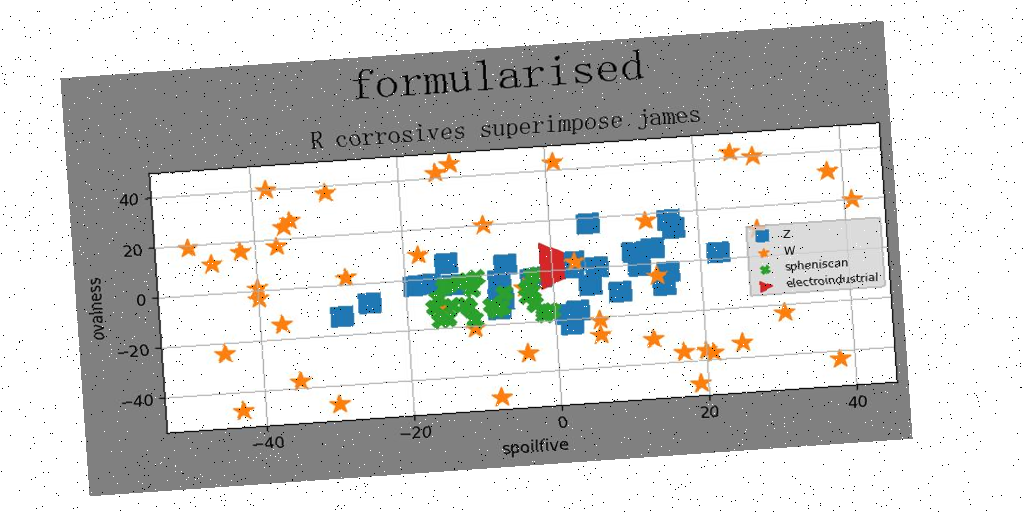 formularised
R corrosives superimpose james
40
20
0
−20
−40
ovalness
−40
−20
0
20
40
spoilfive
Z
W
spheniscan
electroindustrial